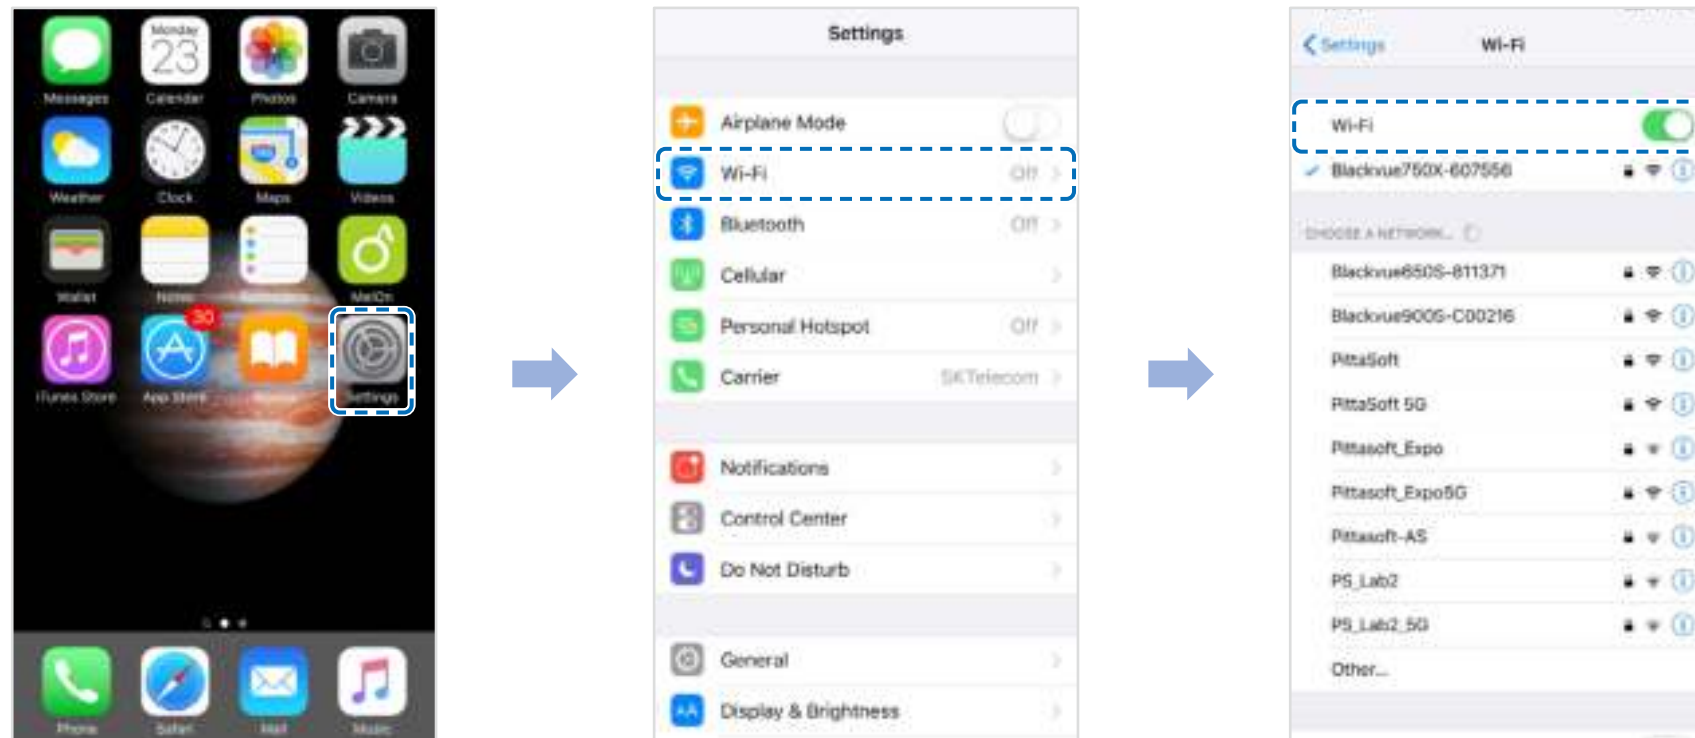 Monday
23
Messages
Calendar
Photos
Camera
Weather
Clock
Maps
Videos
Wallet
Notes
MelOn
30
iTunes Store
App Store
Settings
Phone
Safari
Mail
Music
Settings
Airplane Mode
Wi-Fi Off
Bluetooth Off
Cellular
Personal Hotspot Off
Carrier SKTelecom
Notifications
Control Center
Do Not Disturb
General
AA Display & Brightness
Settings Wi-Fi
Wi-Fi
Blackvue750X-607556
CHOOSE A NETWORK...
Blackvue650S-811371
Blackvue900S-C00216
PittaSoft
PittaSoft 5G
Pittasoft_Expo
Pittasoft_Expo5G
Pittasoft-AS
PS_Lab2
PS_Lab2_5G
Other...